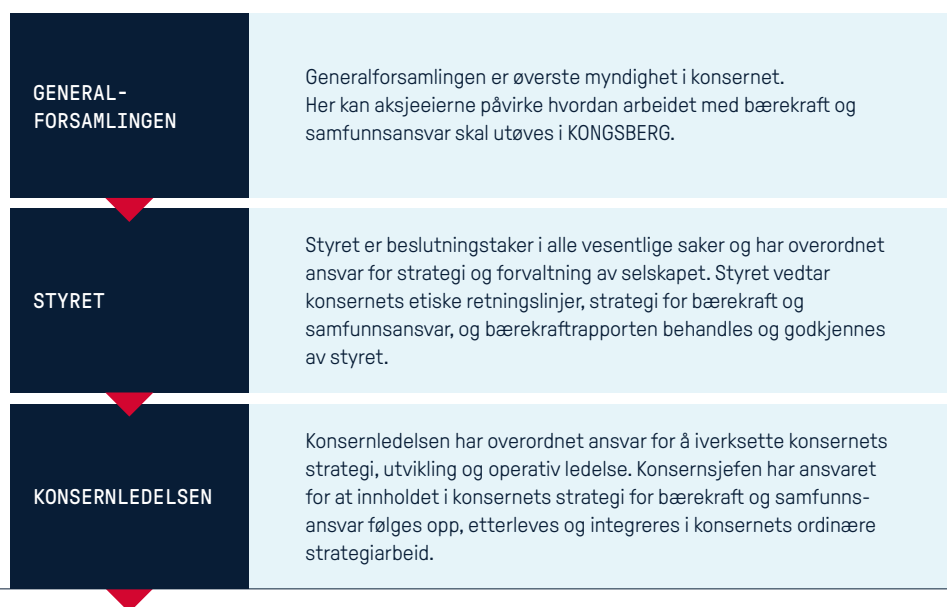 GENERAL-
FORSAMLINGEN
Generalforsamlingen er øverste myndighet i konsernet.
Her kan aksjeeierne påvirke hvordan arbeidet med bærekraft og
samfunnsansvar skal utøves i KONGSBERG.
STYRET
Styret er beslutningstaker i alle vesentlige saker og har overordnet
ansvar for strategi og forvaltning av selskapet. Styret vedtar
konsernets etiske retningslinjer, strategi for bærekraft og
samfunnsansvar, og bærekraftrapporten behandles og godkjennes
av styret.
KONSERNLEDELSEN
Konsernledelsen har overordnet ansvar for å iverksette konsernets
strategi, utvikling og operativ ledelse. Konsernsjefen har ansvaret
for at innholdet i konsernets strategi for bærekraft og samfunns-
ansvar følges opp, etterleves og integreres i konsernets ordinære
strategiarbeid.